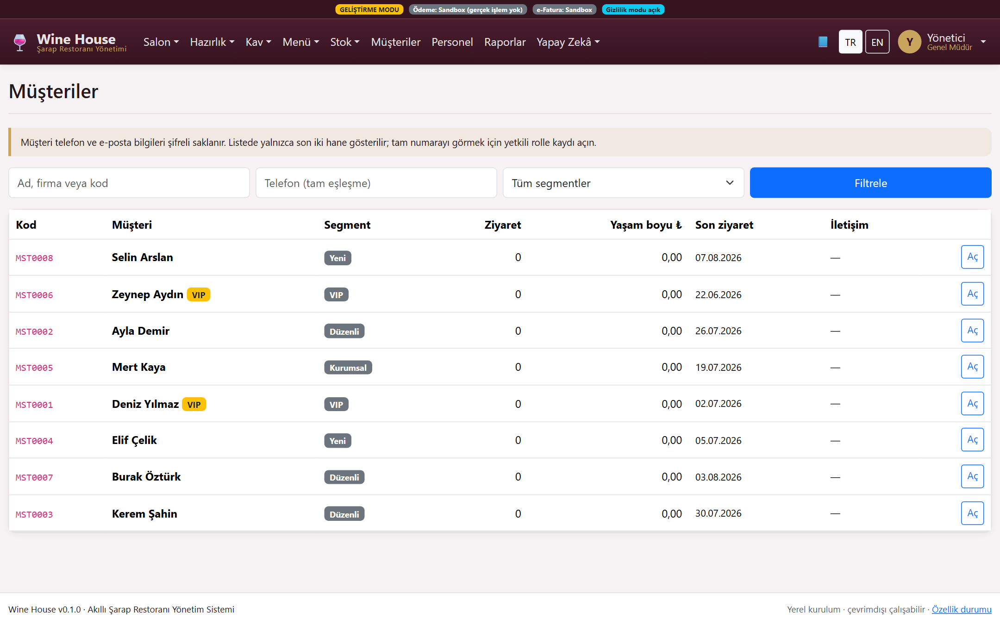 GELİŞTİRME MODU Ödeme: Sandbox (gerçek işlem yok) e-Fatura: Sandbox Gizlilik modu açık
Wine House
Şarap Restoranı Yönetimi
Salon Hazırlık Kav Menü Stok Müşteriler Personel Raporlar Yapay Zekâ
TR EN
Y
Yönetici
Genel Müdür
Müşteriler
Müşteri telefon ve e-posta bilgileri şifreli saklanır. Listede yalnızca son iki hane gösterilir; tam numarayı görmek için yetkili rolle kaydı açın.
Ad, firma veya kod Telefon (tam eşleşme) Tüm segmentler Filtrele
Kod Müşteri Segment Ziyaret Yaşam boyu ₺ Son ziyaret İletişim
MST0008 Selin Arslan Yeni 0 0,00 07.08.2026 — Aç
MST0006 Zeynep Aydın VIP VIP 0 0,00 22.06.2026 — Aç
MST0002 Ayla Demir Düzenli 0 0,00 26.07.2026 — Aç
MST0005 Mert Kaya Kurumsal 0 0,00 19.07.2026 — Aç
MST0001 Deniz Yılmaz VIP VIP 0 0,00 02.07.2026 — Aç
MST0004 Elif Çelik Yeni 0 0,00 05.07.2026 — Aç
MST0007 Burak Öztürk Düzenli 0 0,00 03.08.2026 — Aç
MST0003 Kerem Şahin Düzenli 0 0,00 30.07.2026 — Aç
Wine House v0.1.0 · Akıllı Şarap Restoranı Yönetim Sistemi
Yerel kurulum · çevrimdışı çalışabilir · Özellik durumu